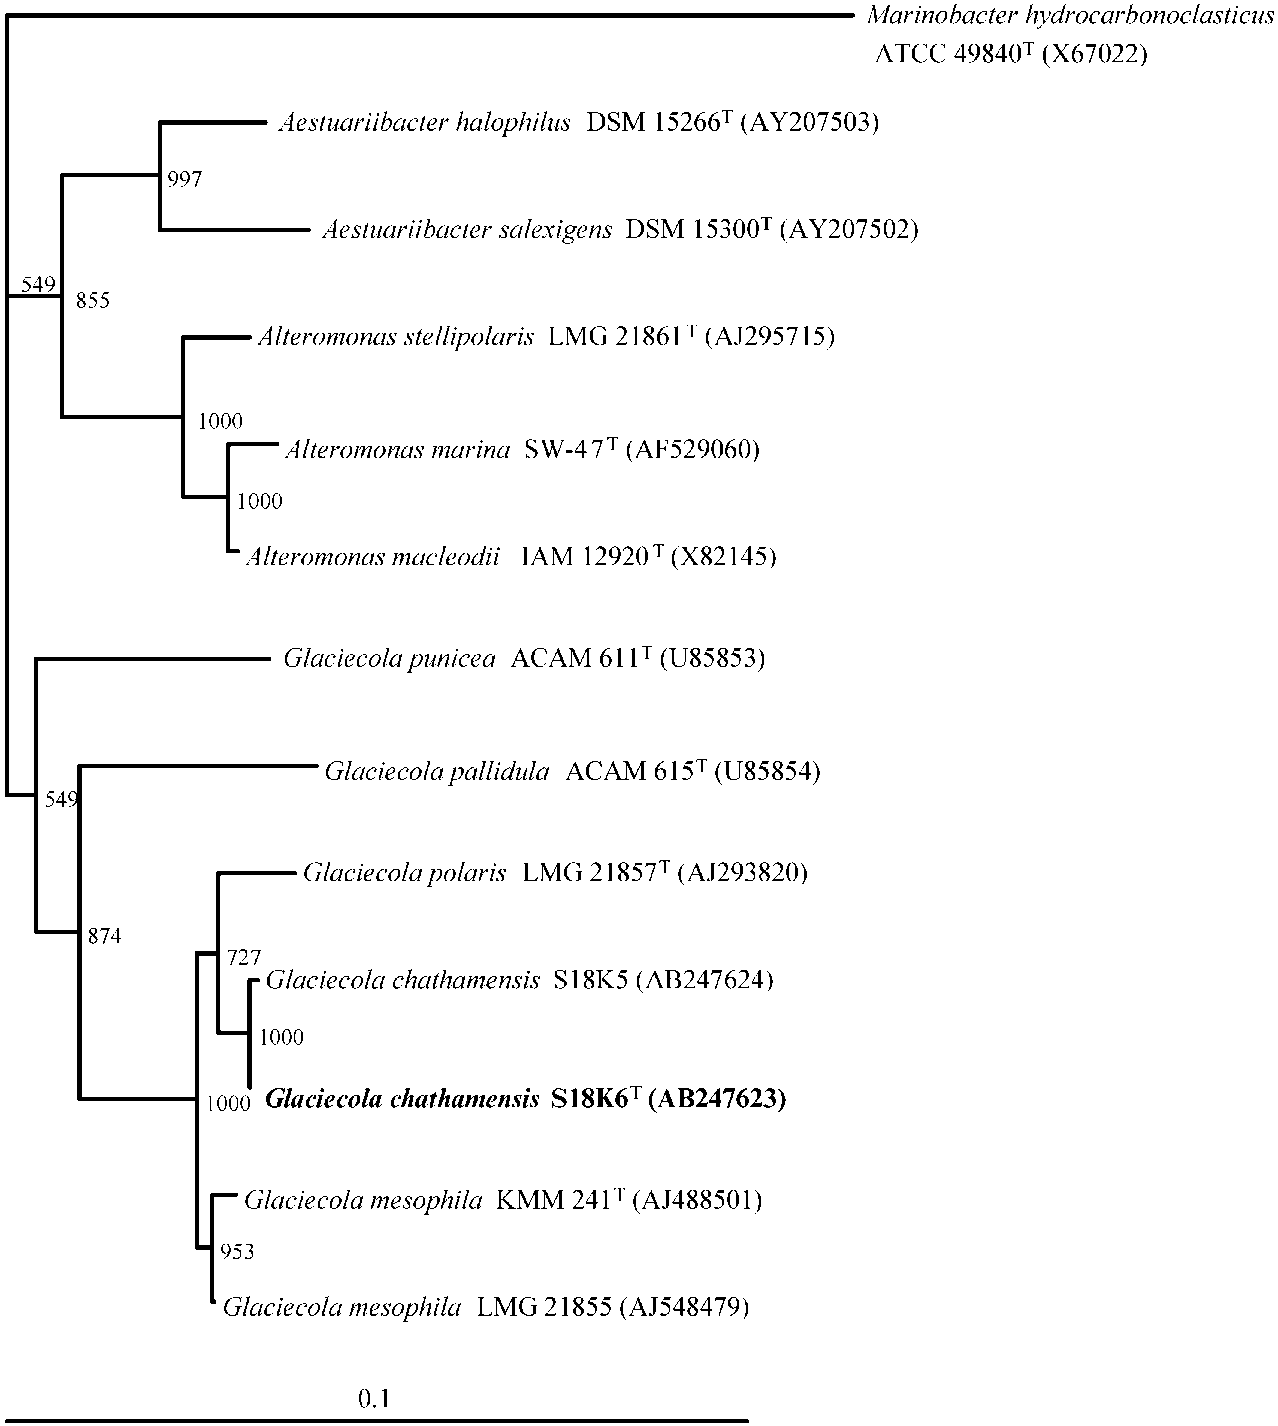 Marinobacter hydrocarbonoclasticus
ATCC 49840T (X67022)
Aestuariibacter halophilus DSM 15266T (AY207503)
997
Aestuariibacter salexigens DSM 15300T (AY207502)
549
855
Alteromonas stellipolaris LMG 21861T (AJ295715)
1000
Alteromonas marina SW-47T (AF529060)
1000
Alteromonas macleodii IAM 12920T (X82145)
Glaciecola punicea ACAM 611T (U85853)
Glaciecola pallidula ACAM 615T (U85854)
549
Glaciecola polaris LMG 21857T (AJ293820)
874
727
Glaciecola chathamensis S18K5 (AB247624)
1000
Glaciecola chathamensis S18K6T (AB247623)
1000
Glaciecola mesophila KMM 241T (AJ488501)
953
Glaciecola mesophila LMG 21855 (AJ548479)
0.1